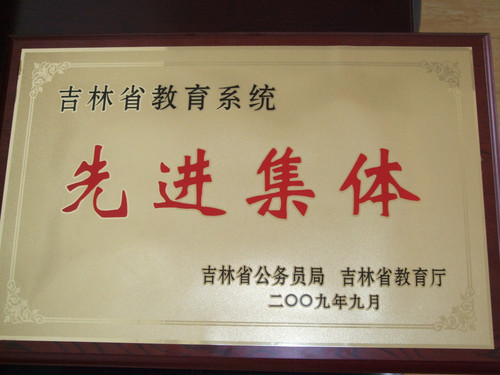 吉林省教育系统
先进集体
吉林省公务员局 吉林省教育厅
二〇〇九年九月